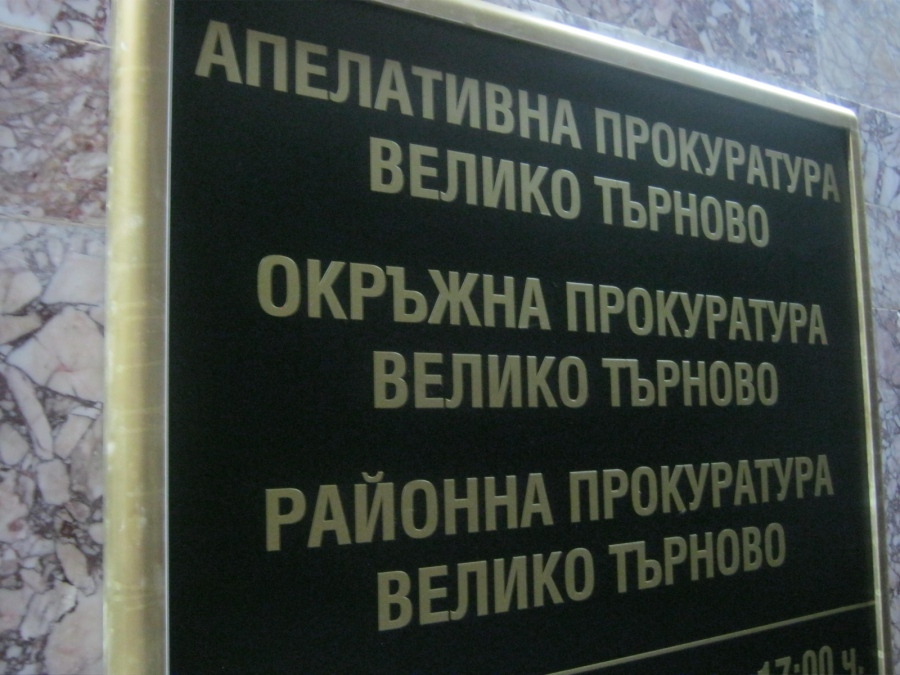 АПЕЛАТИВНА ПРОКУРАТУРА
ВЕЛИКО ТЪРНОВО
ОКРЪЖНА ПРОКУРАТУРА
ВЕЛИКО ТЪРНОВО
РАЙОННА ПРОКУРАТУРА
ВЕЛИКО ТЪРНОВО
17:00 ч.